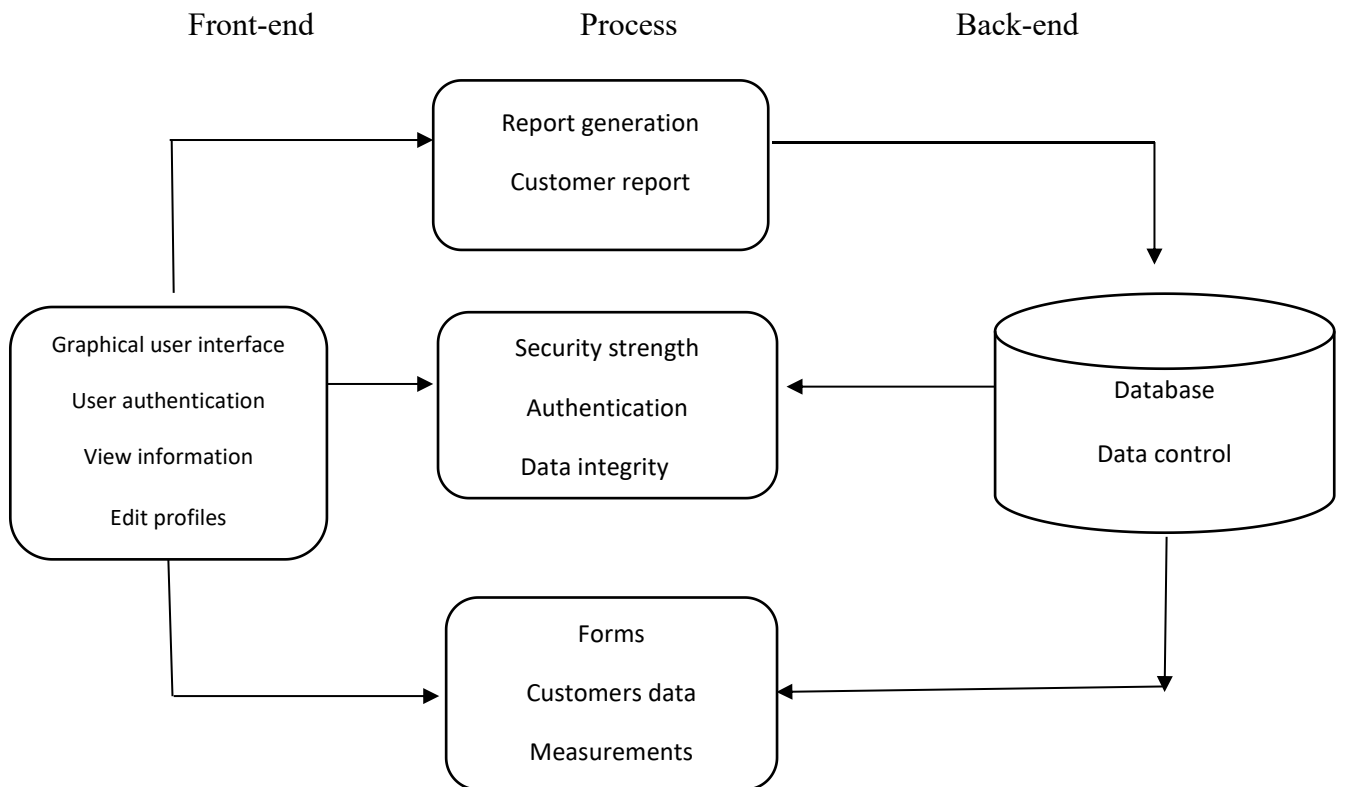 Front-end
Process
Back-end
Report generation
Customer report
Graphical user interface
User authentication
View information
Edit profiles
Security strength
Authentication
Data integrity
Database
Data control
Forms
Customers data
Measurements